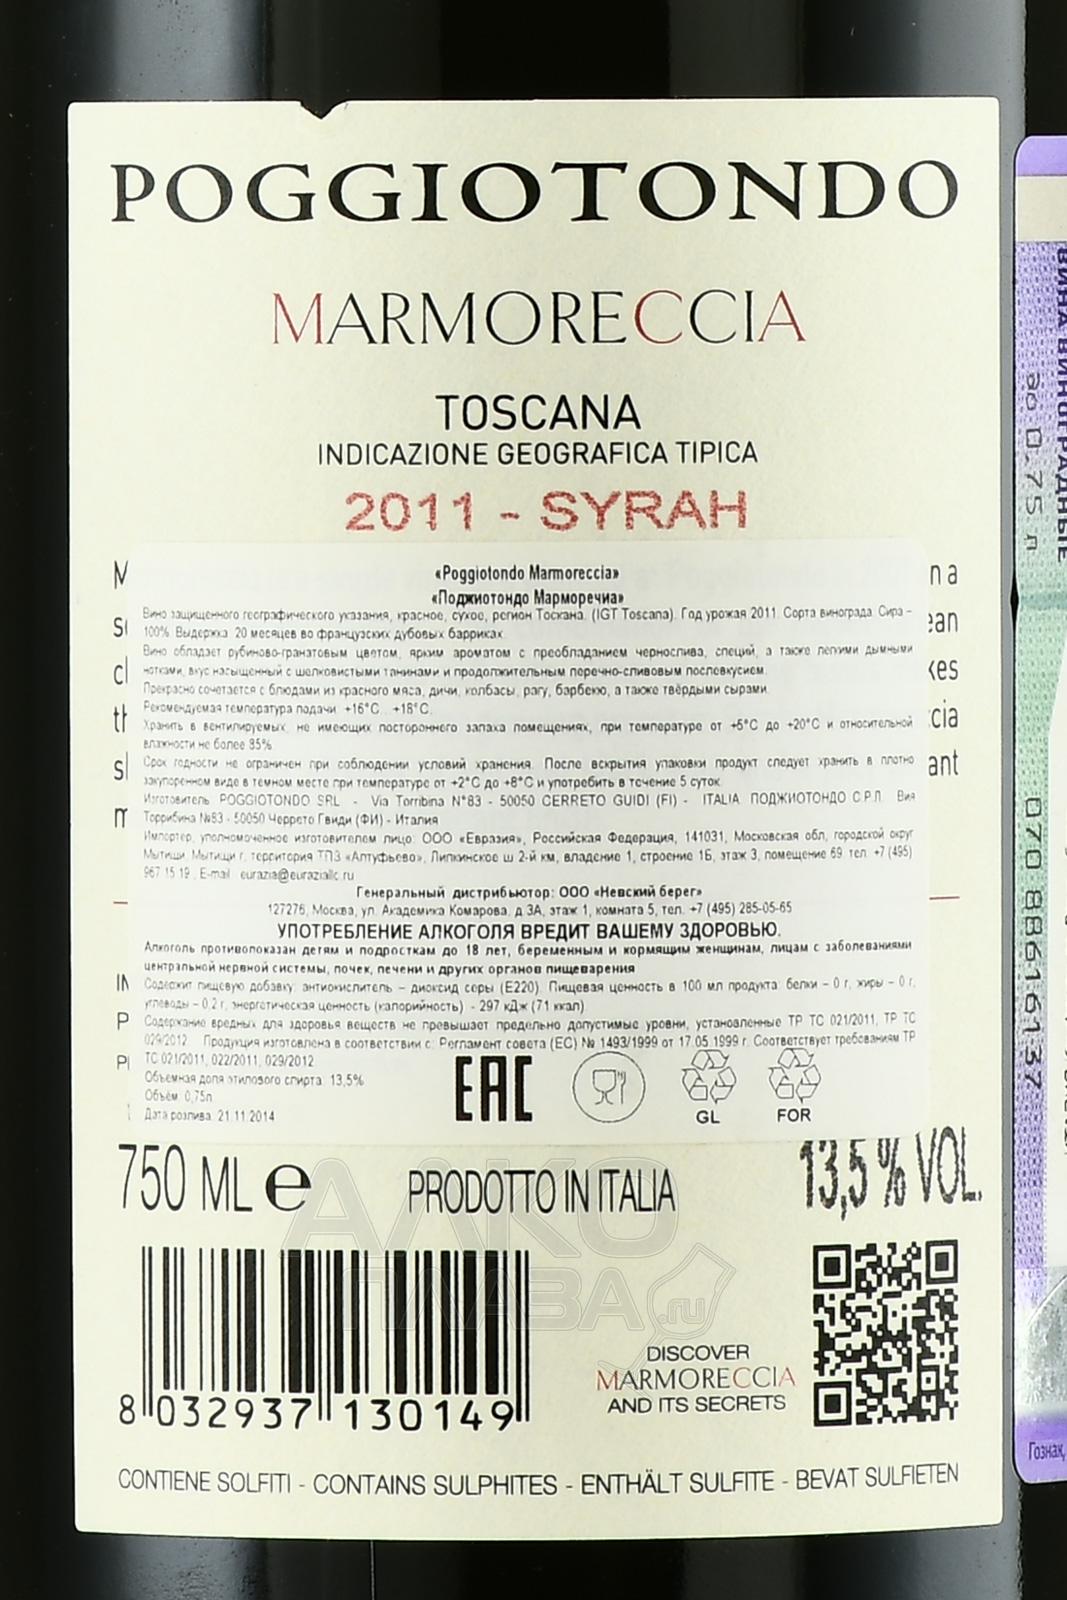 POGGIOTONDO
MARMORECCIA
TOSCANA
INDICAZIONE GEOGRAFICA TIPICA
2011 - SYRAH
«Poggiotondo Marmoreccia»
«Поджиотондо Марморечиа»
Вино защищенного географического указания, красное, сухое, регион Тоскана. (IGT Toscana). Год урожая 2011. Сорта винограда: Сира –
100%. Выдержка: 20 месяцев во французских дубовых барриках.
Вино обладает рубиново-гранатовым цветом, ярким ароматом с преобладанием чернослива, специй, а также легкими дымными
нотками, вкус насыщенный с шелковистыми танинами и продолжительным перечно-сливовым послевкусием.
Прекрасно сочетается с блюдами из красного мяса, дичи, колбасы, рагу, барбекю, а также твёрдыми сырами.
Рекомендуемая температура подачи: +16°C... +18°C.
Хранить в вентилируемых, не имеющих постороннего запаха помещениях, при температуре от +5°C до +20°C и относительной
влажности не более 85%.
Срок годности не ограничен при соблюдении условий хранения. После вскрытия упаковки продукт следует хранить в плотно
закупоренном виде в темном месте при температуре от +2°C до +8°C и употребить в течение 5 суток.
Изготовитель: POGGIOTONDO SRL - Via Torribina N°83 - 50050 CERRETO GUIDI (FI) - ITALIA. ПОДЖИОТОНДО С.Р.Л. Виа
Торрибина №83 - 50050 Черрето Гвиди (ФИ) - Италия
Импортер, уполномоченное изготовителем лицо: ООО «Евразия», Российская Федерация, 141031, Московская обл, городской округ
Мытищи, Мытищи г, территория ТПЗ «Алтуфьево», Липкинское ш 2-й км, владение 1, строение 1Б, этаж 3, помещение 69. тел. +7 (495)
967 15 19, E-mail: eurazia@euraziallc.ru
Генеральный дистрибьютор: ООО «Невский берег»
127276, Москва, ул. Академика Комарова, д.3А, этаж 1, комната 5, тел. +7 (495) 285-05-65
УПОТРЕБЛЕНИЕ АЛКОГОЛЯ ВРЕДИТ ВАШЕМУ ЗДОРОВЬЮ.
Алкоголь противопоказан детям и подросткам до 18 лет, беременным и кормящим женщинам, лицам с заболеваниями
центральной нервной системы, почек, печени и других органов пищеварения
Содержит пищевую добавку: антиокислитель – диоксид серы (E220). Пищевая ценность в 100 мл продукта: белки – 0 г, жиры – 0 г,
углеводы – 0,2 г, энергетическая ценность (калорийность) - 297 кДж (71 ккал)
Содержание вредных для здоровья веществ не превышает предельно допустимые уровни, установленные ТР ТС 021/2011, ТР ТС
029/2012. Продукция изготовлена в соответствии с: Регламент совета (ЕС) № 1493/1999 от 17.05.1999 г. Соответствует требованиям ТР
ТС 021/2011, 022/2011, 029/2012.
Объемная доля этилового спирта: 13,5%
Объём: 0,75л
Дата розлива: 21.11.2014
EAC
GL
FOR
750 ML e
PRODOTTO IN ITALIA
13,5 % VOL.
8 032937 130149
DISCOVER
MARMORECCIA
AND ITS SECRETS
CONTIENE SOLFITI - CONTAINS SULPHITES - ENTHÄLT SULFITE - BEVAT SULFIETEN
АЛКО
ПЛАЗА.ru
ВИНА ВИНОГРАДНЫЕ
до 0.75 л
070 88616137
Гознак,